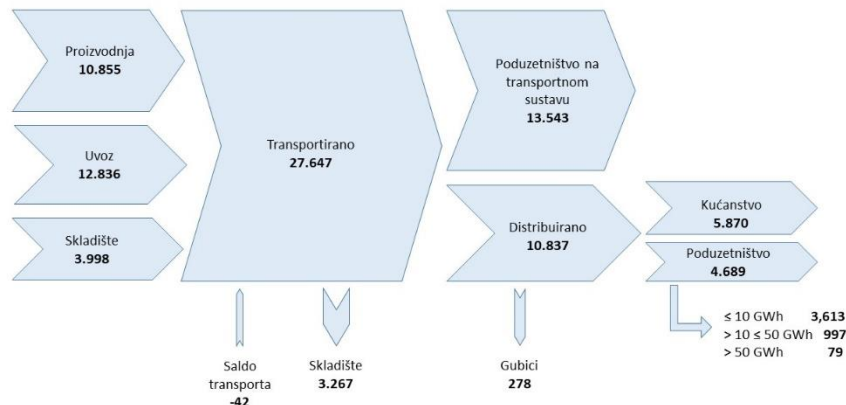 Proizvodnja
10.855
Uvoz
12.836
Skladište
3.998
Transportirano
27.647
Poduzetništvo na
transportnom
sustavu
13.543
Distribuirano
10.837
Kućanstvo
5.870
Poduzetništvo
4.689
≤ 10 GWh 3,613
> 10 ≤ 50 GWh 997
> 50 GWh 79
Saldo
transporta
-42
Skladište
3.267
Gubici
278